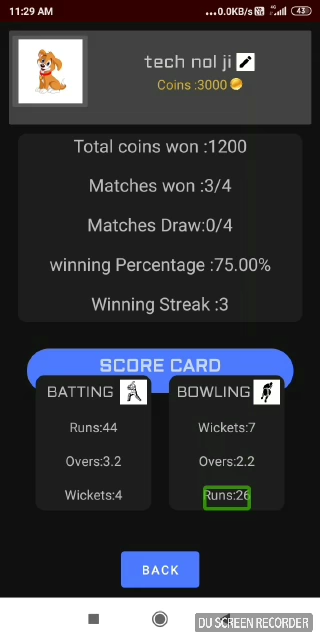 11:29 AM
...0.0KB/s 4G 43
tech nol ji
Coins :3000
Total coins won :1200
Matches won :3/4
Matches Draw:0/4
winning Percentage :75.00%
Winning Streak :3
SCORE CARD
BATTING
Runs:44
Overs:3.2
Wickets:4
BOWLING
Wickets:7
Overs:2.2
Runs:26
BACK
DU SCREEN RECORDER